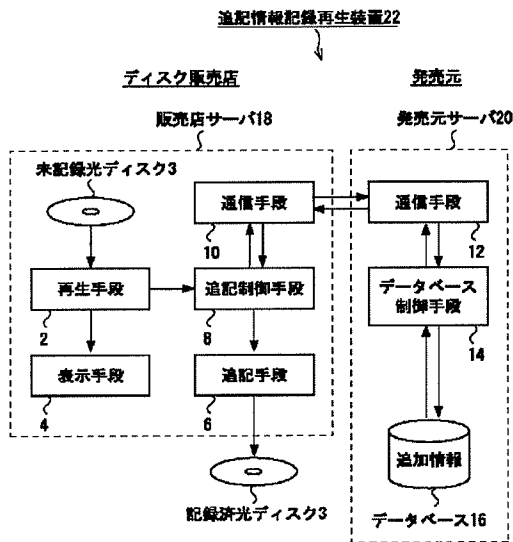 追記情報記録再生装置22
ディスク販売店
発売元
販売店サーバ18
発売元サーバ20
未記録光ディスク3
通信手段
10
通信手段
12
再生手段
2
追記制御手段
8
データベース
制御手段
14
表示手段
4
追記手段
6
追加情報
記録済光ディスク3
データベース16